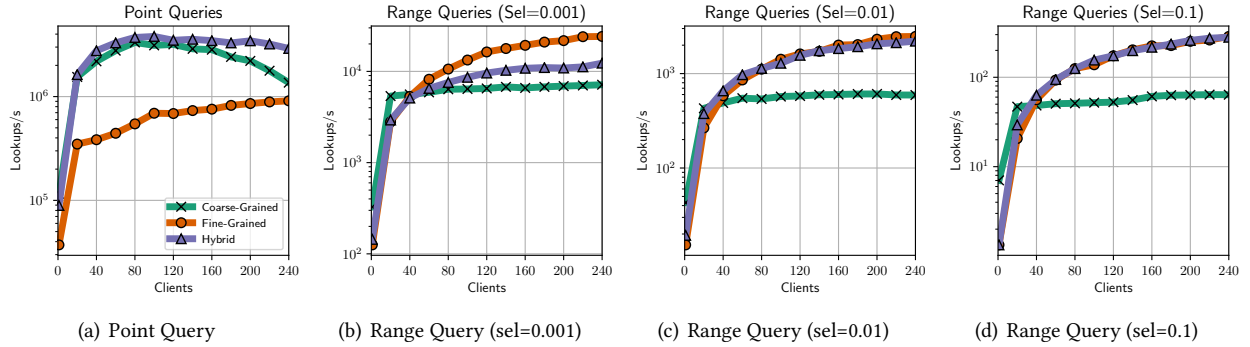 Point Queries
Lookups/s
10^6
10^5
0 40 80 120 160 200 240
Clients
Coarse-Grained
Fine-Grained
Hybrid
(a) Point Query
Range Queries (Sel=0.001)
Lookups/s
10^4
10^3
10^2
0 40 80 120 160 200 240
Clients
(b) Range Query (sel=0.001)
Range Queries (Sel=0.01)
Lookups/s
10^3
10^2
0 40 80 120 160 200 240
Clients
(c) Range Query (sel=0.01)
Range Queries (Sel=0.1)
Lookups/s
10^2
10^1
0 40 80 120 160 200 240
Clients
(d) Range Query (sel=0.1)